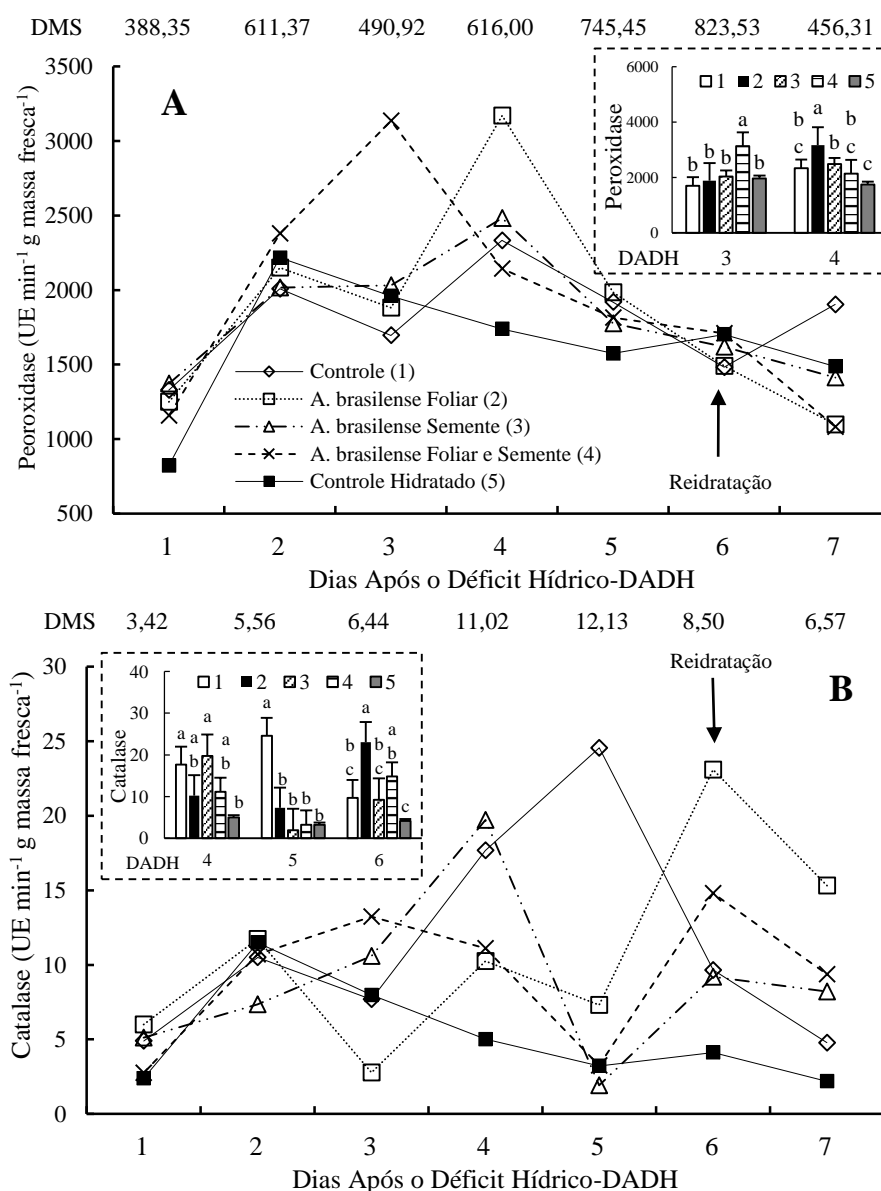 DMS 388,35 611,37 490,92 616,00 745,45 823,53 456,31
A
3500
3000
2500
2000
1500
1000
500
Peoroxidase (UE min-1 g massa fresca-1)
Controle (1)
A. brasilense Foliar (2)
A. brasilense Semente (3)
A. brasilense Foliar e Semente (4)
Controle Hidratado (5)
Reidratação
1 2 3 4 5 6 7
Dias Após o Déficit Hídrico-DADH
Peroxidase
6000
4000
2000
0
1 2 3 4 5
b b b a b
b c a b b c c
DADH 3 4
DMS 3,42 5,56 6,44 11,02 12,13 8,50 6,57
B
Reidratação
30
25
20
15
10
5
0
Catalase (UE min-1 g massa fresca-1)
Catalase
40
30
20
10
0
1 2 3 4 5
a a b a a b b
a b b b b
b c a b c a b c
DADH 4 5 6
1 2 3 4 5 6 7
Dias Após o Déficit Hídrico-DADH